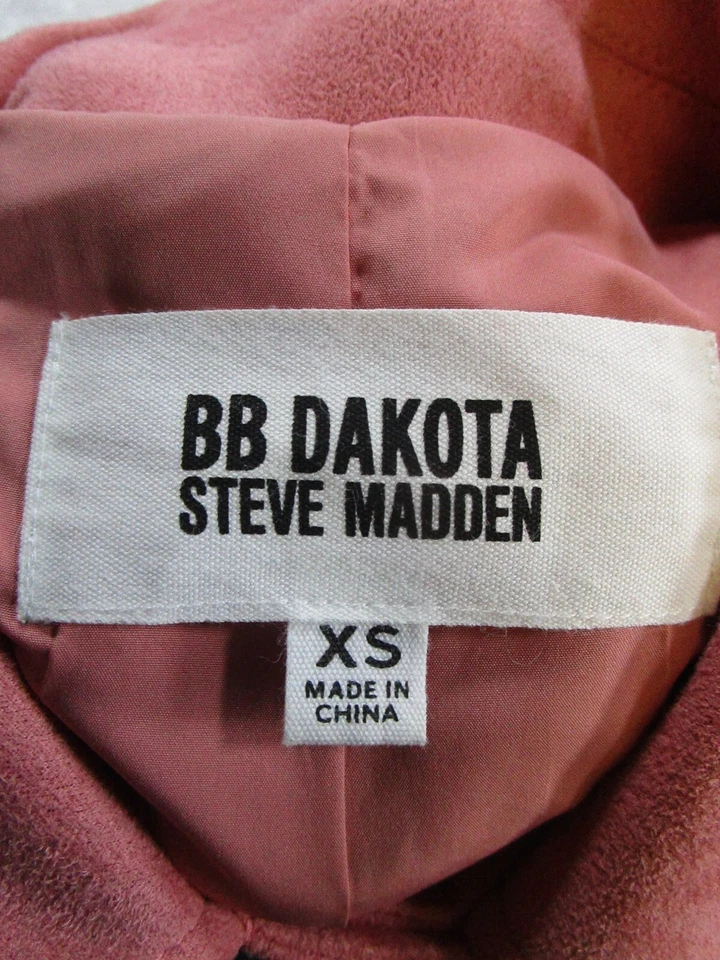 BB DAKOTA
STEVE MADDEN
XS
MADE IN
CHINA